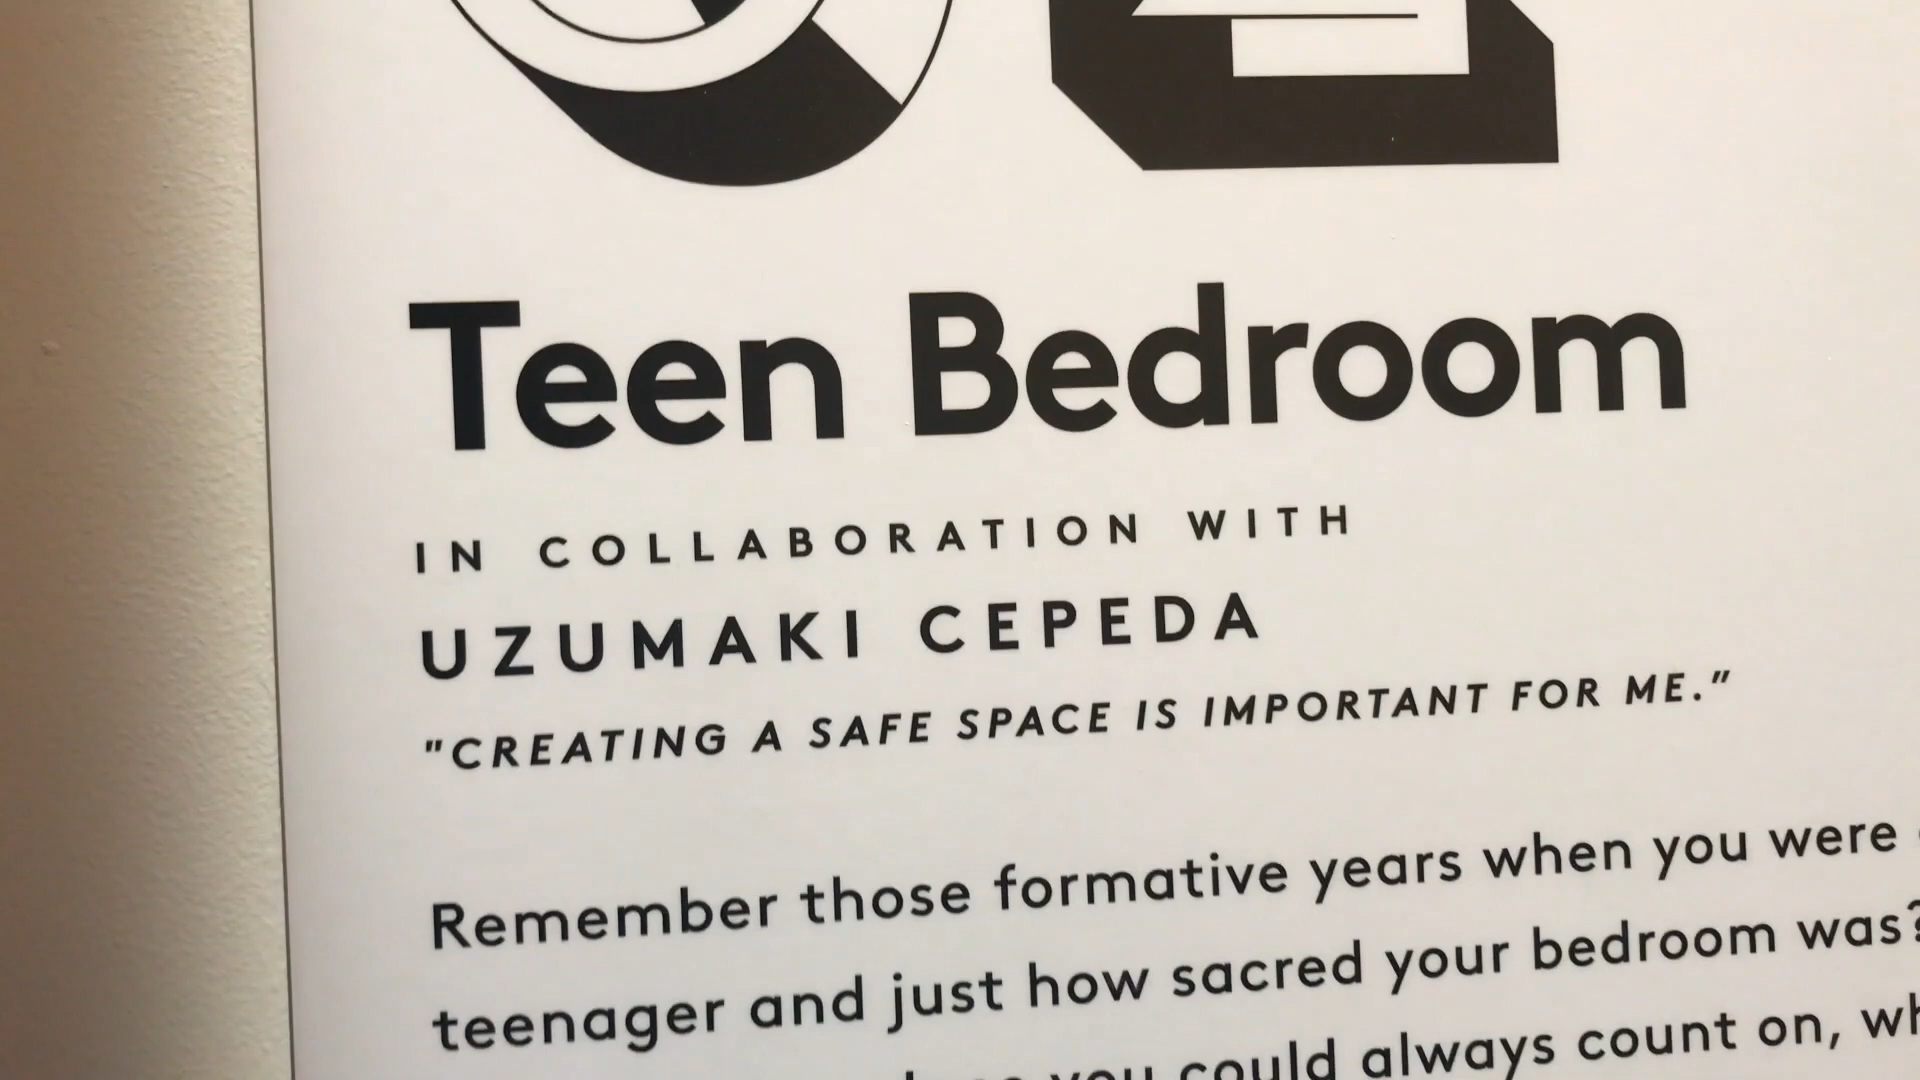 Teen Bedroom
IN COLLABORATION WITH
UZUMAKI CEPEDA
"CREATING A SAFE SPACE IS IMPORTANT FOR ME."
Remember those formative years when you were
teenager and just how sacred your bedroom was?
you could always count on,